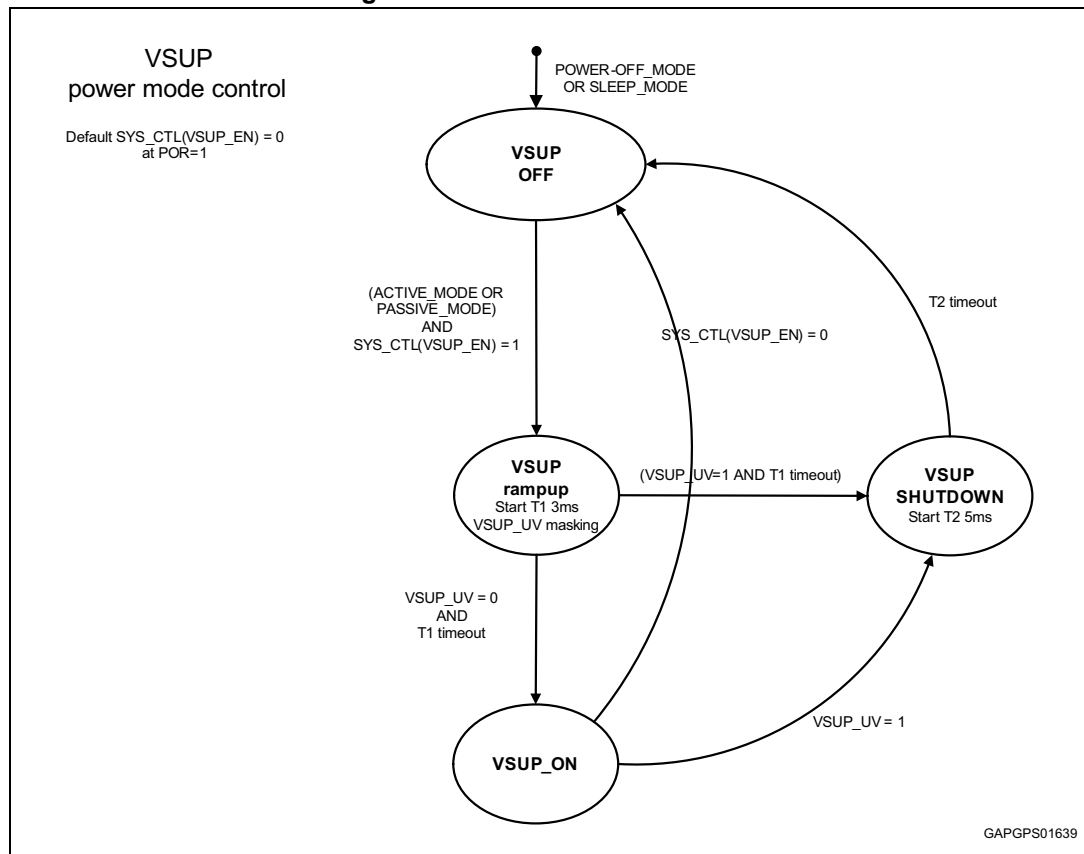 VSUP
power mode control
Default SYS_CTL(VSUP_EN) = 0
at POR=1
POWER-OFF_MODE
OR SLEEP_MODE
VSUP
OFF
(ACTIVE_MODE OR
PASSIVE_MODE)
AND
SYS_CTL(VSUP_EN) = 1
SYS_CTL(VSUP_EN) = 0
T2 timeout
VSUP
rampup
Start T1 3ms
VSUP_UV masking
(VSUP_UV=1 AND T1 timeout)
VSUP
SHUTDOWN
Start T2 5ms
VSUP_UV = 0
AND
T1 timeout
VSUP_UV = 1
VSUP_ON
GAPGPS01639